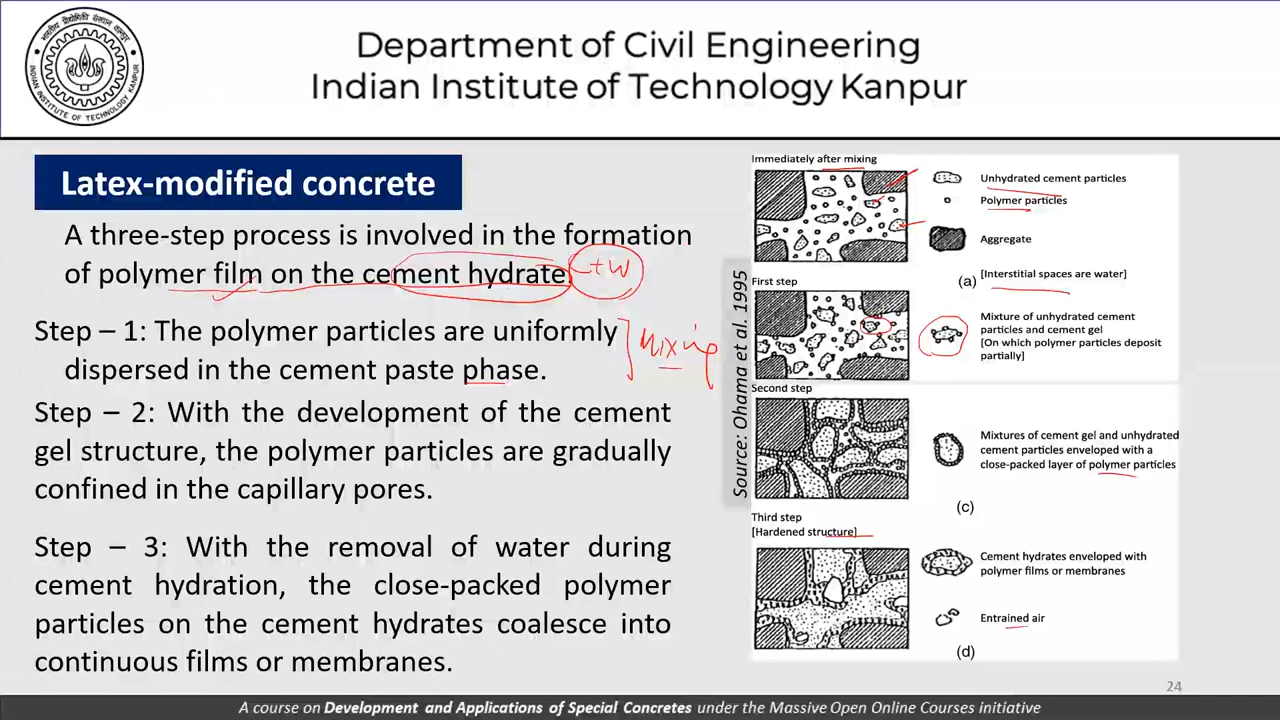 Department of Civil Engineering
Indian Institute of Technology Kanpur
INDIAN INSTITUTE OF TECHNOLOGY KANPUR
Latex-modified concrete
A three-step process is involved in the formation
of polymer film on the cement hydrate
C+W
Step – 1: The polymer particles are uniformly
dispersed in the cement paste phase.
Mixing
Step – 2: With the development of the cement
gel structure, the polymer particles are gradually
confined in the capillary pores.
Step – 3: With the removal of water during
cement hydration, the close-packed polymer
particles on the cement hydrates coalesce into
continuous films or membranes.
Source: Ohama et al. 1995
Immediately after mixing
Unhydrated cement particles
Polymer particles
Aggregate
[Interstitial spaces are water]
(a)
First step
Mixture of unhydrated cement
particles and cement gel
[On which polymer particles deposit
partially]
Second step
Mixtures of cement gel and unhydrated
cement particles enveloped with a
close-packed layer of polymer particles
(c)
Third step
[Hardened structure]
Cement hydrates enveloped with
polymer films or membranes
Entrained air
(d)
24
A course on Development and Applications of Special Concretes under the Massive Open Online Courses initiative